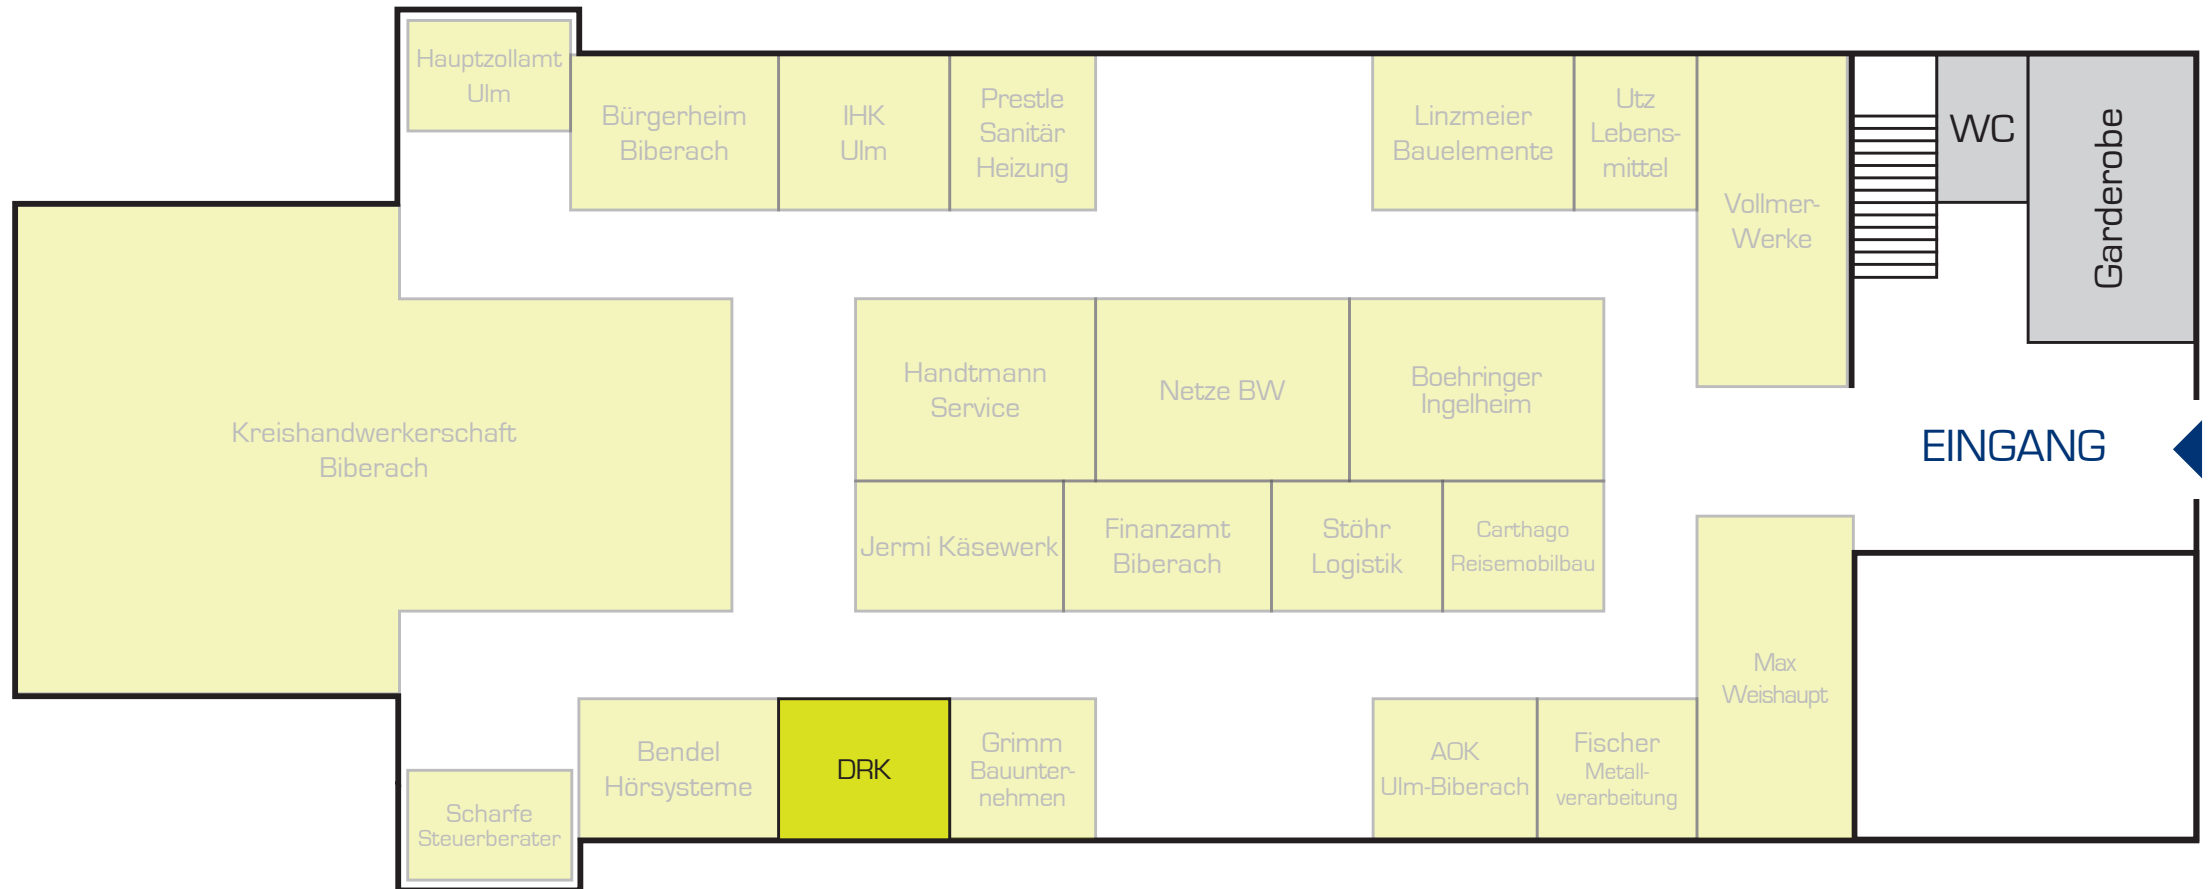 Hauptzollamt
Ulm
Bürgerheim
Biberach
IHK
Ulm
Prestle
Sanitär
Heizung
Linzmeier
Bauelemente
Utz
Lebens-
mittel
Vollmer-
Werke
WC
Garderobe
Kreishandwerkerschaft
Biberach
Handtmann
Service
Netze BW
Boehringer
Ingelheim
EINGANG
Jermi Käsewerk
Finanzamt
Biberach
Stöhr
Logistik
Carthago
Reisemobilbau
Max
Weishaupt
Scharfe
Steuerberater
Bendel
Hörsysteme
DRK
Grimm
Bauunter-
nehmen
AOK
Ulm-Biberach
Fischer
Metall-
verarbeitung